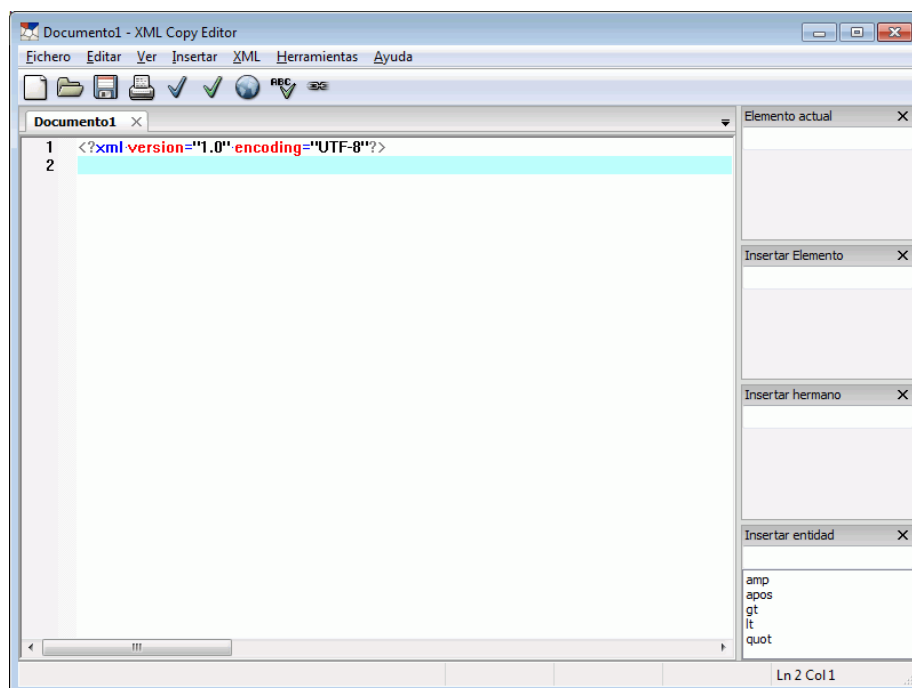 Documento1 - XML Copy Editor
Fichero Editar Ver Insertar XML Herramientas Ayuda
ABC
Documento1
Elemento actual
1 <?xml version="1.0" encoding="UTF-8"?>
2
Insertar Elemento
Insertar hermano
Insertar entidad
amp
apos
gt
lt
quot
Ln 2 Col 1